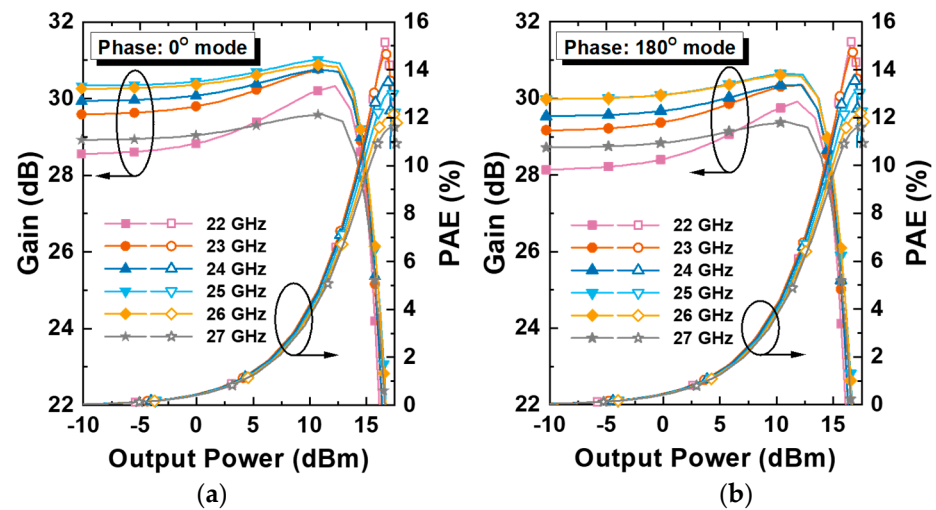 Phase: 0° mode
Gain (dB)
32
30
28
26
24
22
22 GHz
23 GHz
24 GHz
25 GHz
26 GHz
27 GHz
16
14
12
10
8
6
4
2
0
PAE (%)
-10 -5 0 5 10 15
Output Power (dBm)
(a)
Phase: 180° mode
Gain (dB)
32
30
28
26
24
22
22 GHz
23 GHz
24 GHz
25 GHz
26 GHz
27 GHz
16
14
12
10
8
6
4
2
0
PAE (%)
-10 -5 0 5 10 15
Output Power (dBm)
(b)